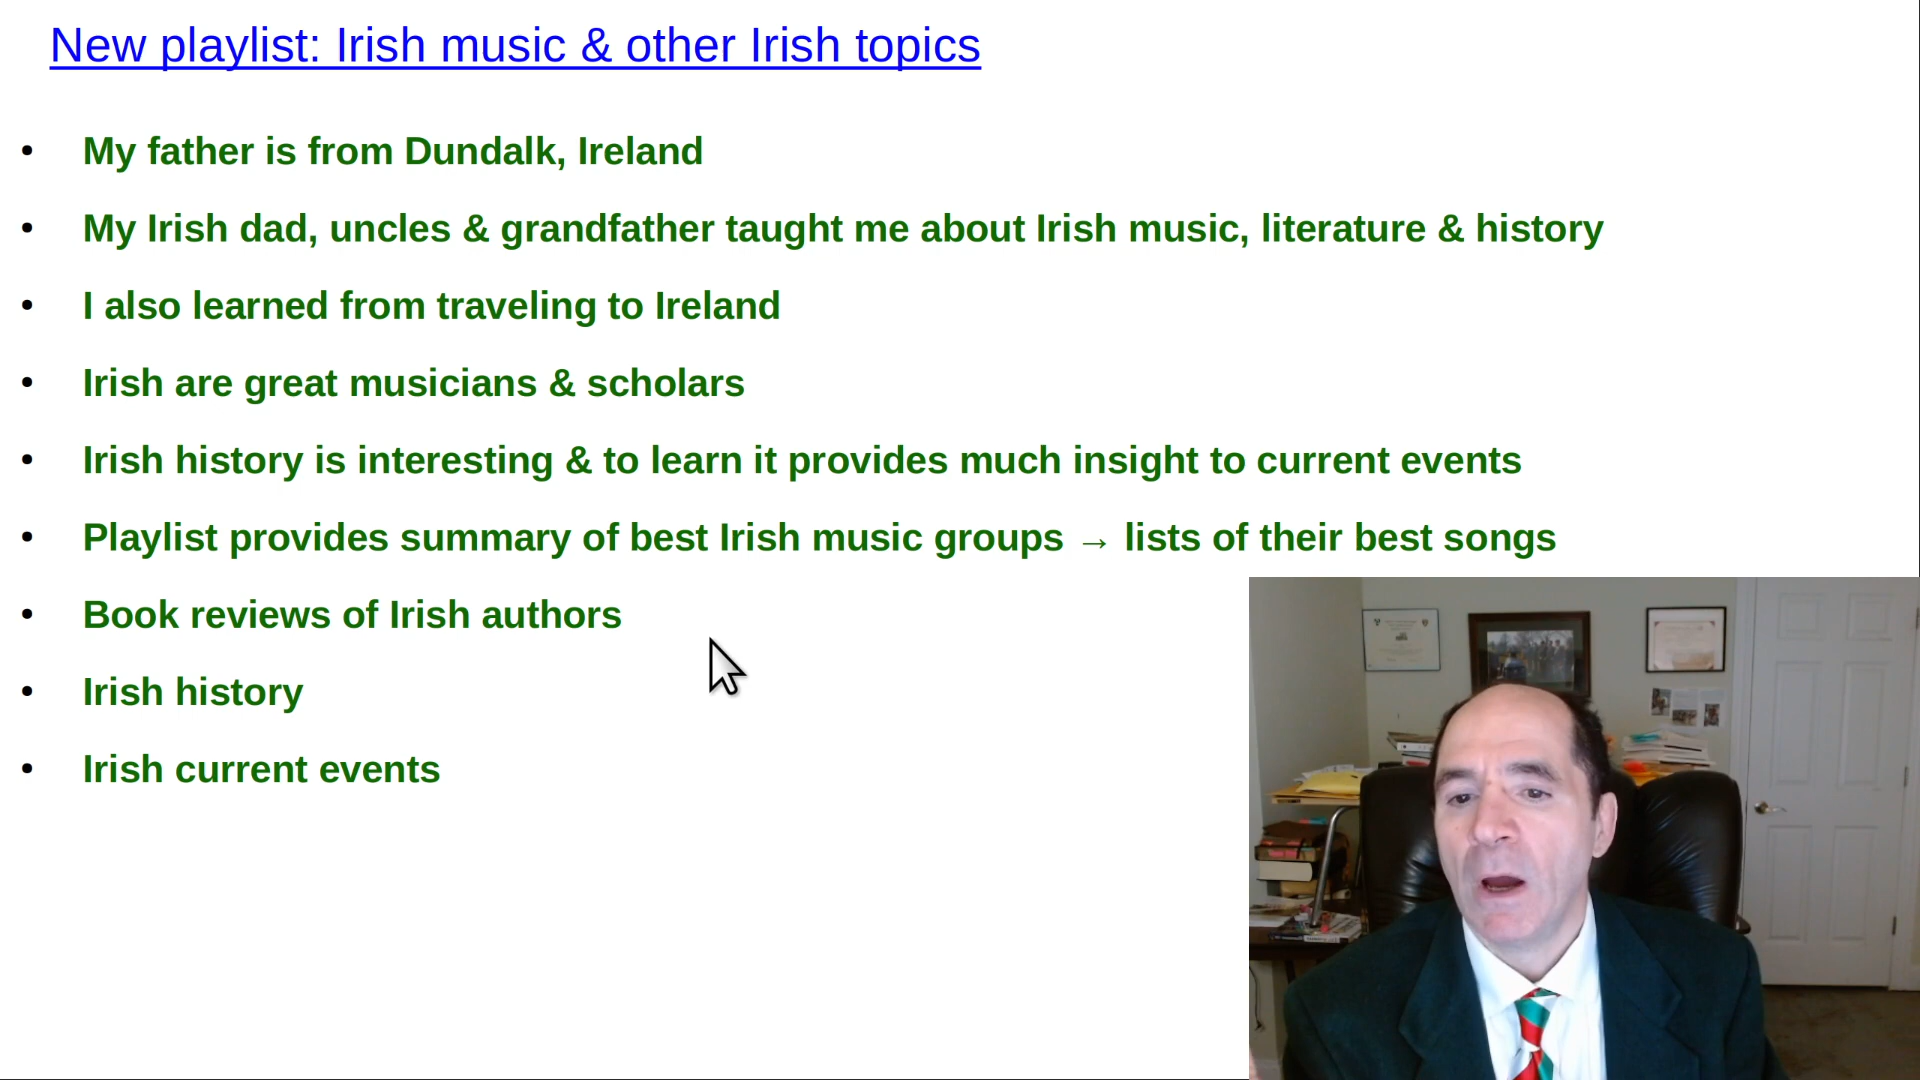 New playlist: Irish music & other Irish topics
• My father is from Dundalk, Ireland
• My Irish dad, uncles & grandfather taught me about Irish music, literature & history
• I also learned from traveling to Ireland
• Irish are great musicians & scholars
• Irish history is interesting & to learn it provides much insight to current events
• Playlist provides summary of best Irish music groups → lists of their best songs
• Book reviews of Irish authors
• Irish history
• Irish current events